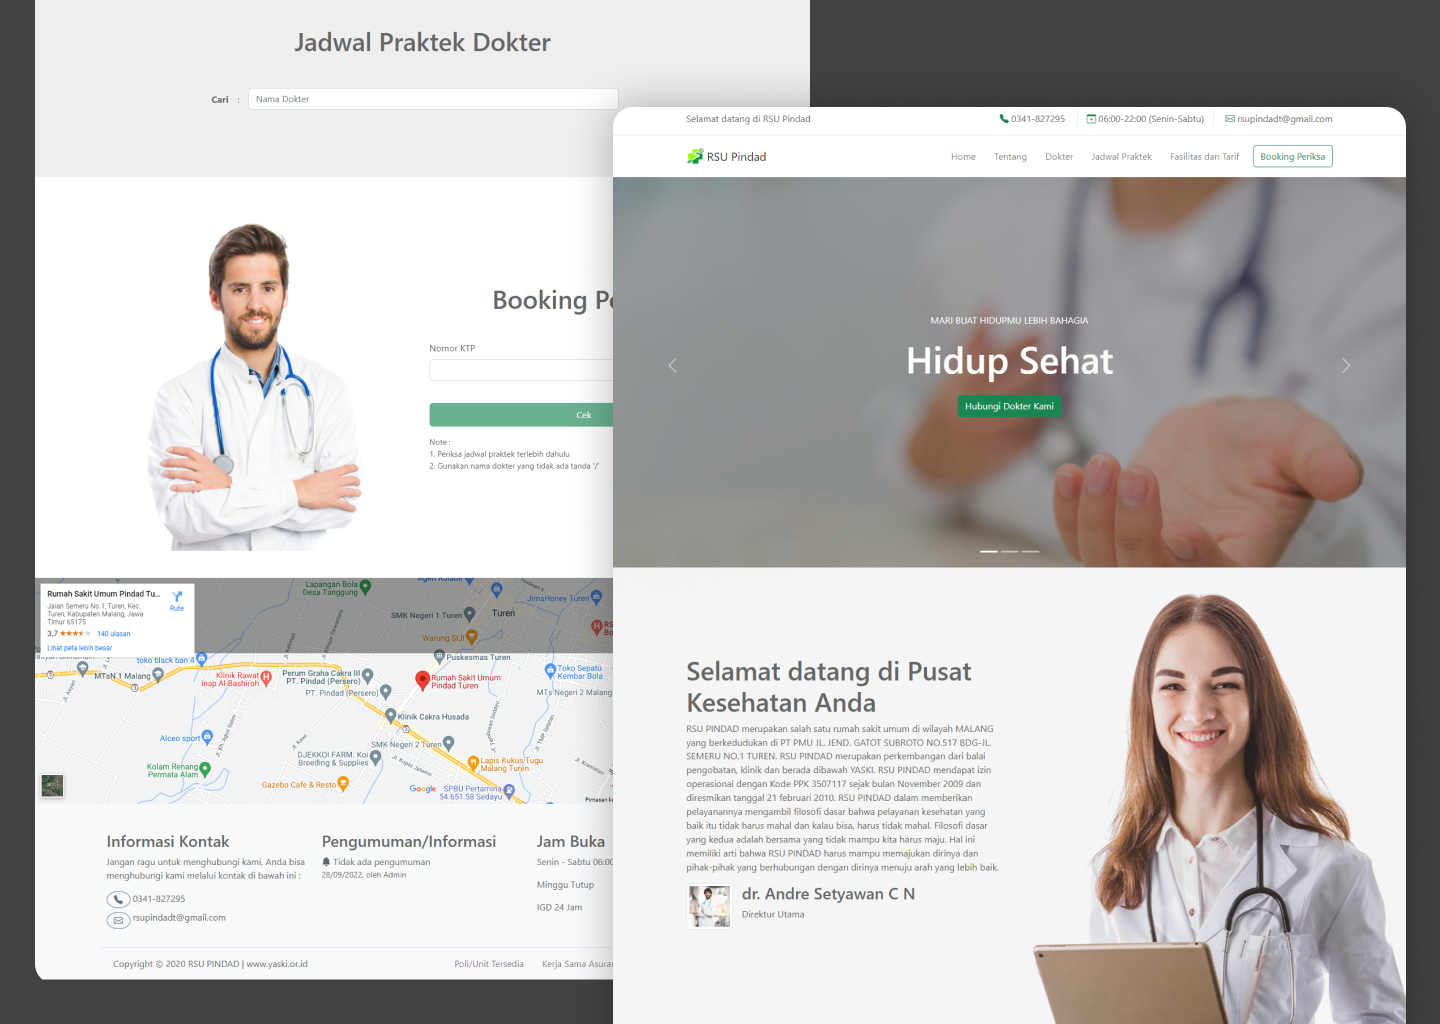 Jadwal Praktek Dokter
Cari : Nama Dokter
Booking Pe
Nomor KTP
Cek
Note :
1. Periksa jadwal praktek terlebih dahulu
2. Gunakan nama dokter yang tidak ada tanda '/'
Rumah Sakit Umum Pindad Tu...
Jalan Semeru No.1, Turen, Kec.
Turen, Kabupaten Malang, Jawa
Timur 65175
Rute
3,7 140 ulasan
Lihat peta lebih besar
Lapangan Bola
Desa Tanggung
SMK Negeri 1 Turen
Turen
JimsHoney Turen
Warung SIJI
Puskesmas Turen
toko black ban 4
MTsN 1 Malang
Klinik Rawat
Inap Al-Bashiroh
Perum Graha Cakra III
PT. Pindad (Persero)
PT. Pindad (Persero)
Rumah Sakit Umum
Pindad Turen
Toko Sepatu
Kembar Bola
MTs Negeri 2 Malang
Klinik Cakra Husada
Alceo sport
SMK Negeri 2 Turen
DJEKKOI FARM. Koi
Breeding & Supplies
Kolam Renang
Permata Alam
Lapis Kukus Tugu
Malang Turen
Gazebo Cafe & Resto
Google
SPBU Pertamina
54.651.58 Sedayu
Pintasan ke
Informasi Kontak
Jangan ragu untuk menghubungi kami, Anda bisa
menghubungi kami melalui kontak di bawah ini :
0341-827295
rsupindadt@gmail.com
Pengumuman/Informasi
Tidak ada pengumuman
28/09/2022, oleh Admin
Jam Buka
Senin - Sabtu 06:00
Minggu Tutup
IGD 24 Jam
Copyright © 2020 RSU PINDAD | www.yaski.or.id
Poli/Unit Tersedia
Kerja Sama Asuran
Selamat datang di RSU Pindad
0341-827295
06:00-22:00 (Senin-Sabtu)
rsupindadt@gmail.com
RSU Pindad
Home
Tentang
Dokter
Jadwal Praktek
Fasilitas dan Tarif
Booking Periksa
MARI BUAT HIDUPMU LEBIH BAHAGIA
Hidup Sehat
Hubungi Dokter Kami
Selamat datang di Pusat
Kesehatan Anda
RSU PINDAD merupakan salah satu rumah sakit umum di wilayah MALANG
yang berkedudukan di PT PMU JL. JEND. GATOT SUBROTO NO.517 BDG-JL.
SEMERU NO.1 TUREN. RSU PINDAD merupakan perkembangan dari balai
pengobatan, klinik dan berada dibawah YASKI. RSU PINDAD mendapat izin
operasional dengan Kode PPK 3507117 sejak bulan November 2009 dan
diresmikan tanggal 21 februari 2010. RSU PINDAD dalam memberikan
pelayanannya mengambil filosofi dasar bahwa pelayanan kesehatan yang
baik itu tidak harus mahal dan kalau bisa, harus tidak mahal. Filosofi dasar
yang kedua adalah bersama yang tidak mampu kita harus maju. Hal ini
memiliki arti bahwa RSU PINDAD harus mampu memajukan dirinya dan
pihak-pihak yang berhubungan dengan dirinya menuju arah yang lebih baik.
dr. Andre Setyawan C N
Direktur Utama